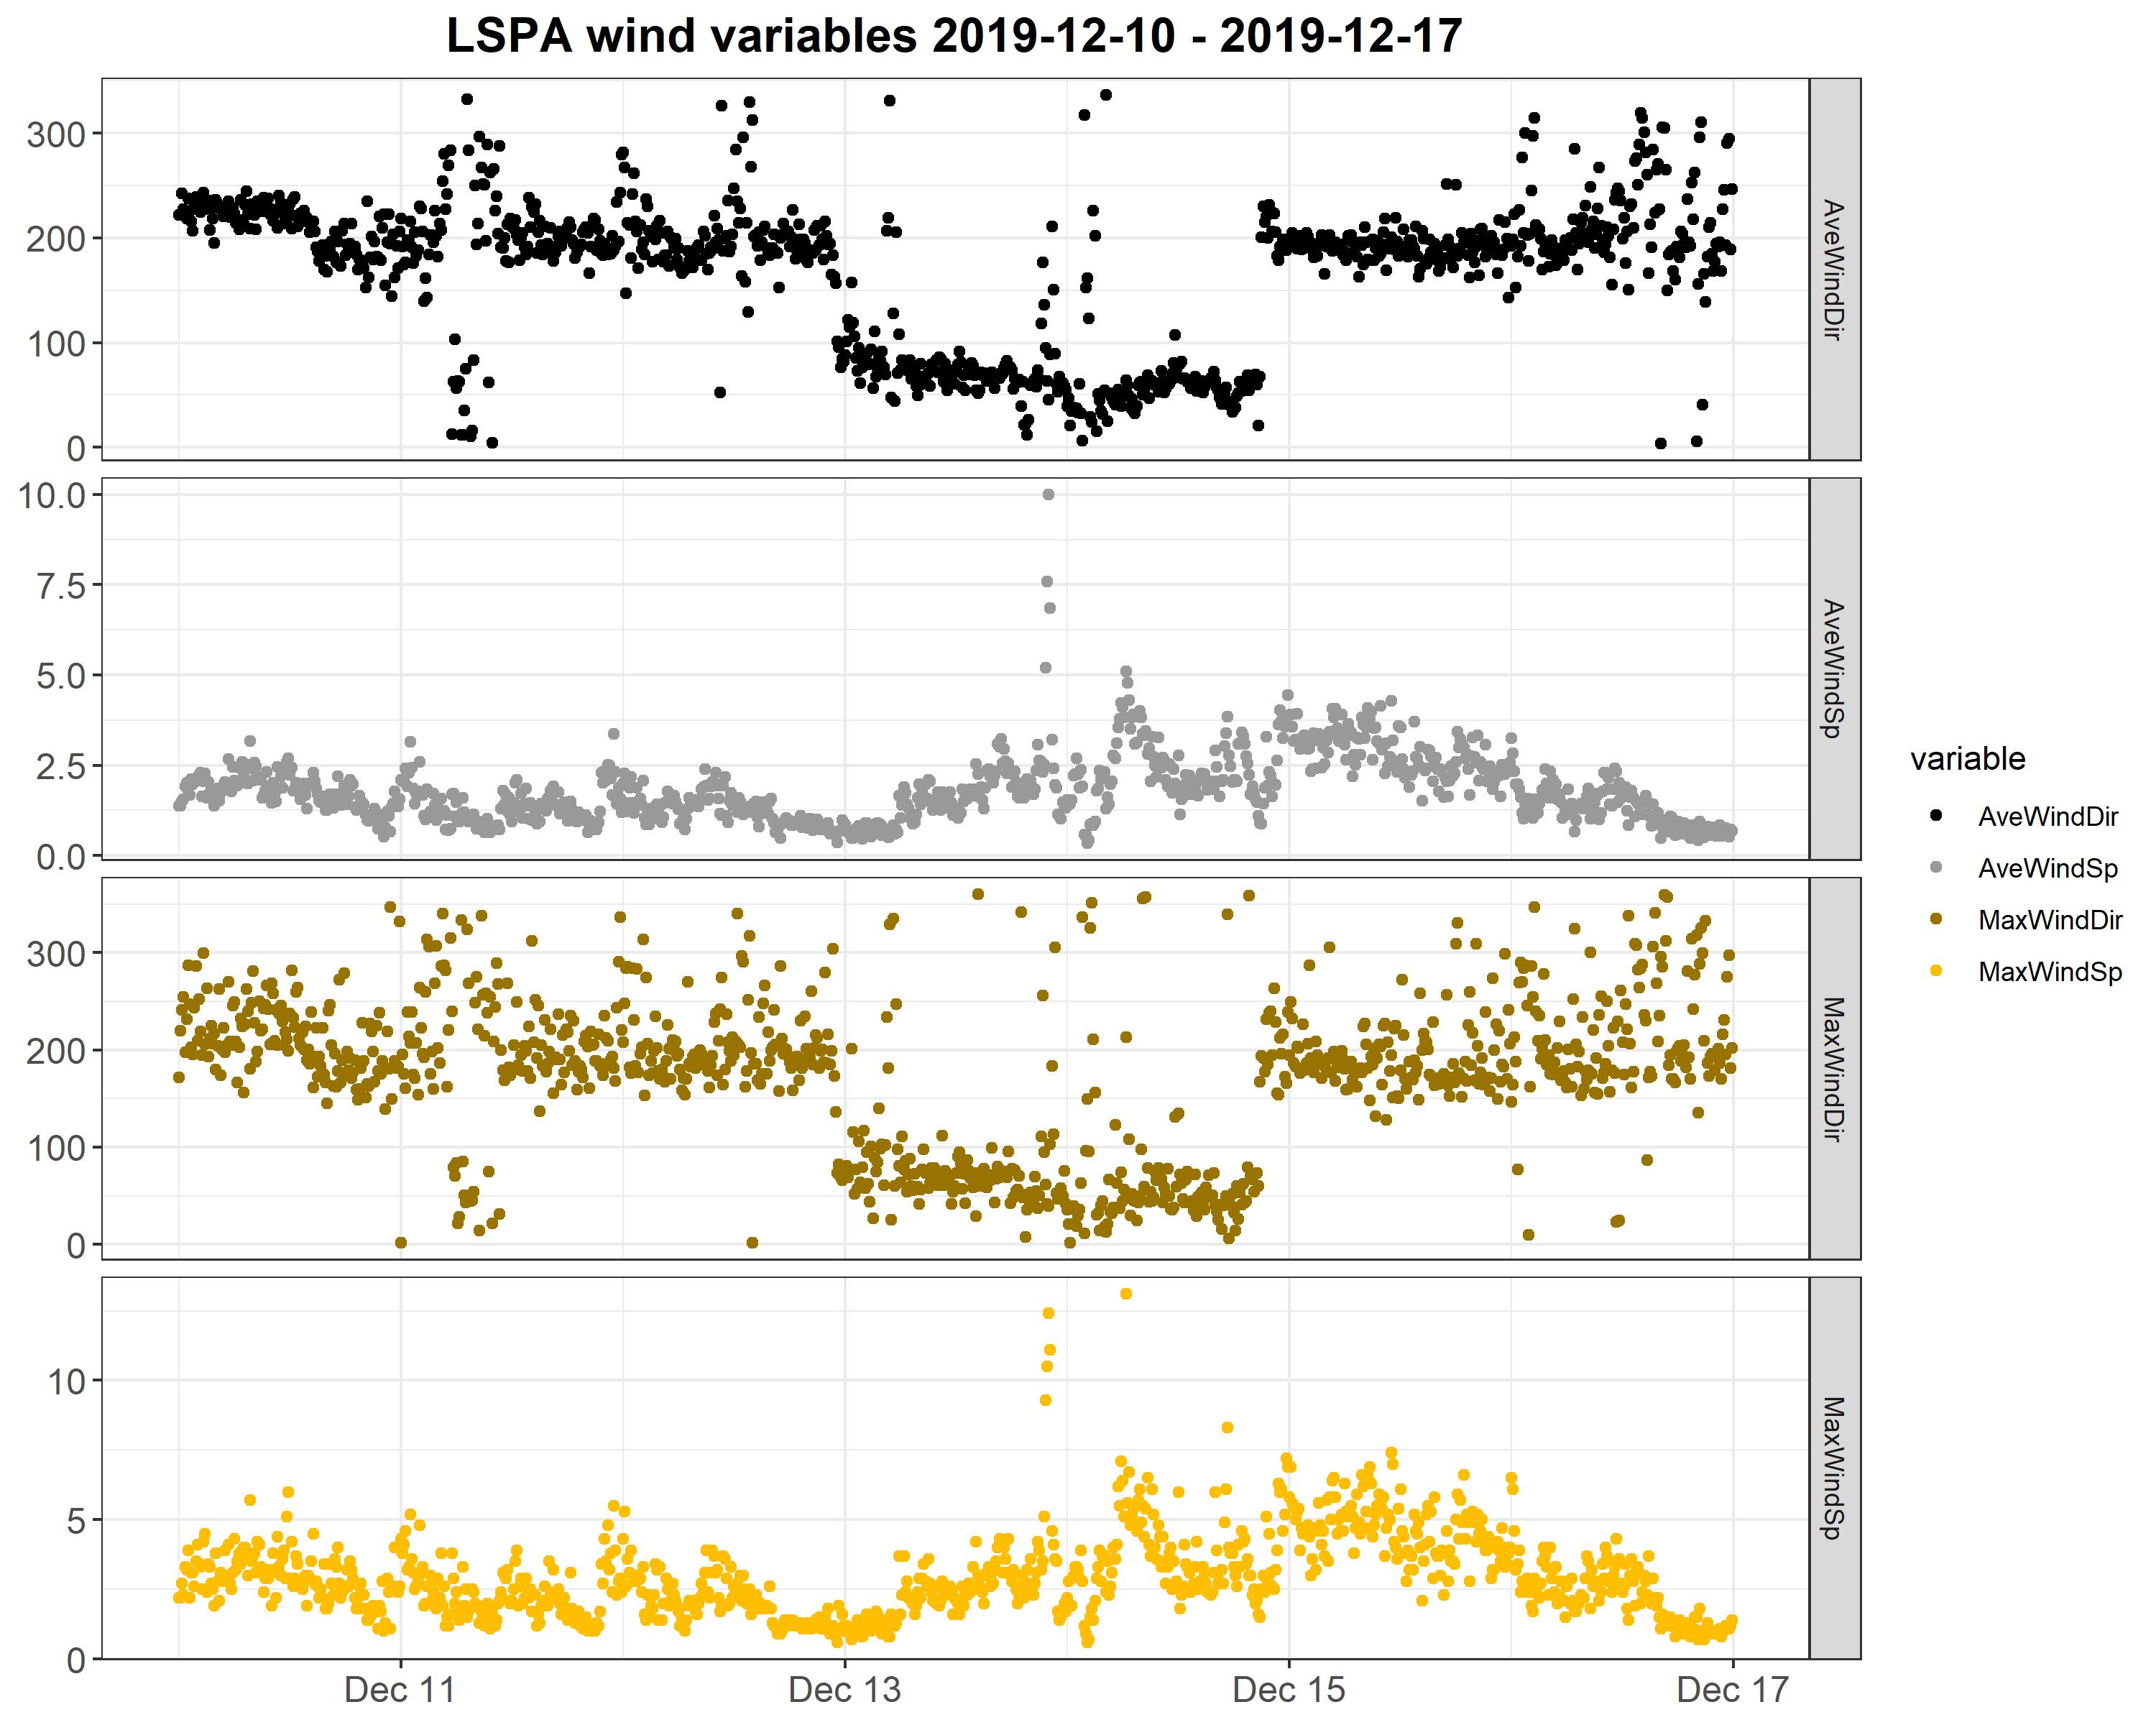 LSPA wind variables 2019-12-10 - 2019-12-17
300
200
100
0
AveWindDir
10.0
7.5
5.0
2.5
0.0
AveWindSp
300
200
100
0
MaxWindDir
10
5
0
MaxWindSp
Dec 11
Dec 13
Dec 15
Dec 17
variable
AveWindDir
AveWindSp
MaxWindDir
MaxWindSp